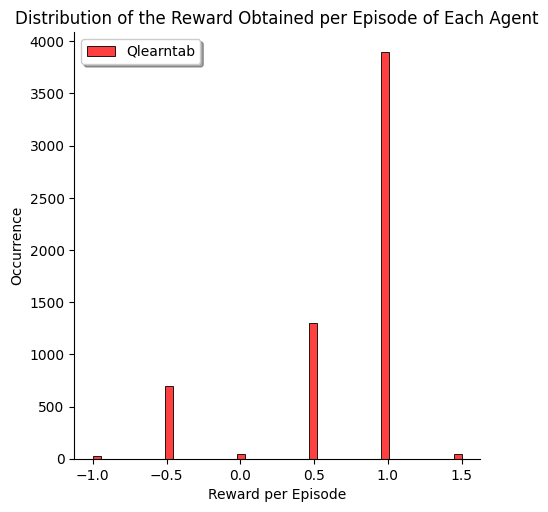 Distribution of the Reward Obtained per Episode of Each Agent
Qlearntab
4000
3500
3000
2500
2000
1500
1000
500
0
Occurrence
−1.0 −0.5 0.0 0.5 1.0 1.5
Reward per Episode